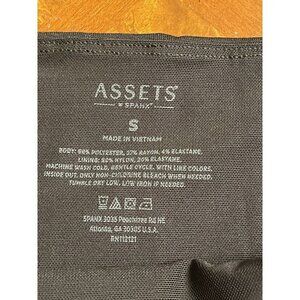 ASSETS
♥ SPANX®
S
MADE IN VIETNAM
BODY: 59% POLYESTER, 37% RAYON, 4% ELASTANE.
LINING: 80% NYLON, 20% ELASTANE.
MACHINE WASH COLD, GENTLE CYCLE, WITH LIKE COLORS,
INSIDE OUT. ONLY NON-CHLORINE BLEACH WHEN NEEDED.
TUMBLE DRY LOW. LOW IRON IF NEEDED.
SPANX 3035 Peachtree Rd NE
Atlanta, GA 30305 U.S.A.
RN112121